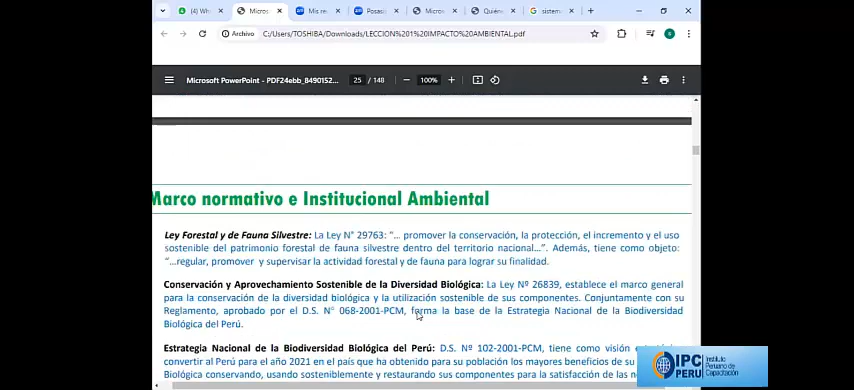 (4) Wh
Micros
Mis re
Posas
Micros
Quién
sistem
Archivo C:/Users/TOSHIBA/Downloads/LECCION%201%20IMPACTO%20AMBIENTAL.pdf
Microsoft PowerPoint - PDF24ebb_8490152... 25 / 148 100%
Marco normativo e Institucional Ambiental
Ley Forestal y de Fauna Silvestre: La Ley N° 29763: “... promover la conservación, la protección, el incremento y el uso
sostenible del patrimonio forestal de fauna silvestre dentro del territorio nacional...”. Además, tiene como objeto:
“...regular, promover y supervisar la actividad forestal y de fauna para lograr su finalidad.
Conservación y Aprovechamiento Sostenible de la Diversidad Biológica: La Ley Nº 26839, establece el marco general
para la conservación de la diversidad biológica y la utilización sostenible de sus componentes. Conjuntamente con su
Reglamento, aprobado por el D.S. N° 068-2001-PCM, forma la base de la Estrategia Nacional de la Biodiversidad
Biológica del Perú.
Estrategia Nacional de la Biodiversidad Biológica del Perú: D.S. Nº 102-2001-PCM, tiene como visión
convertir al Perú para el año 2021 en el país que ha obtenido para su población los mayores beneficios de su
Biológica conservando, usando sosteniblemente y restaurando sus componentes para la satisfacción de las
IPC PERU Instituto Peruano de Capacitación